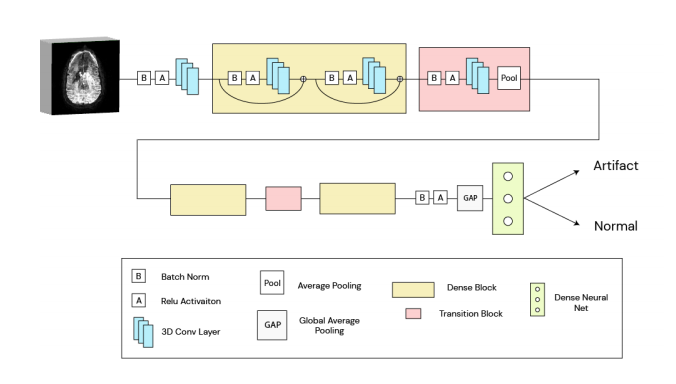 B A B A B A B A Pool
Artifact
B A GAP
Normal
B Batch Norm
A Relu Activaiton
3D Conv Layer
Pool Average Pooling
GAP Global Average
Pooling
Dense Block
Transition Block
Dense Neural
Net